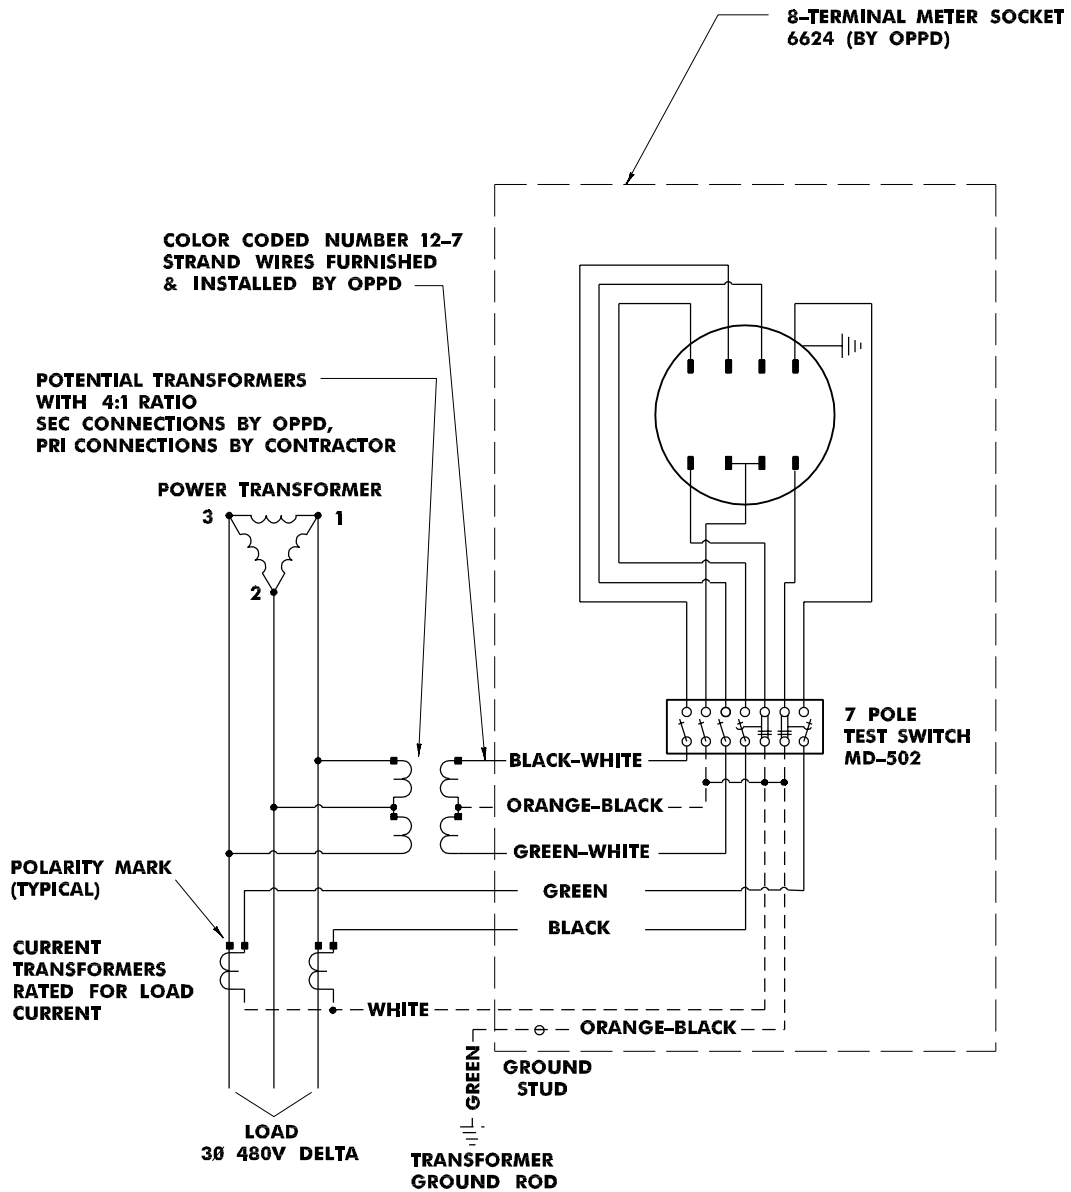 8-TERMINAL METER SOCKET
6624 (BY OPPD)
COLOR CODED NUMBER 12-7
STRAND WIRES FURNISHED
& INSTALLED BY OPPD
POTENTIAL TRANSFORMERS
WITH 4:1 RATIO
SEC CONNECTIONS BY OPPD,
PRI CONNECTIONS BY CONTRACTOR
POWER TRANSFORMER
3
1
2
7 POLE
TEST SWITCH
MD-502
BLACK-WHITE
ORANGE-BLACK
GREEN-WHITE
POLARITY MARK
(TYPICAL)
GREEN
BLACK
CURRENT
TRANSFORMERS
RATED FOR LOAD
CURRENT
WHITE
ORANGE-BLACK
GREEN
GROUND
STUD
LOAD
3Ø 480V DELTA
TRANSFORMER
GROUND ROD